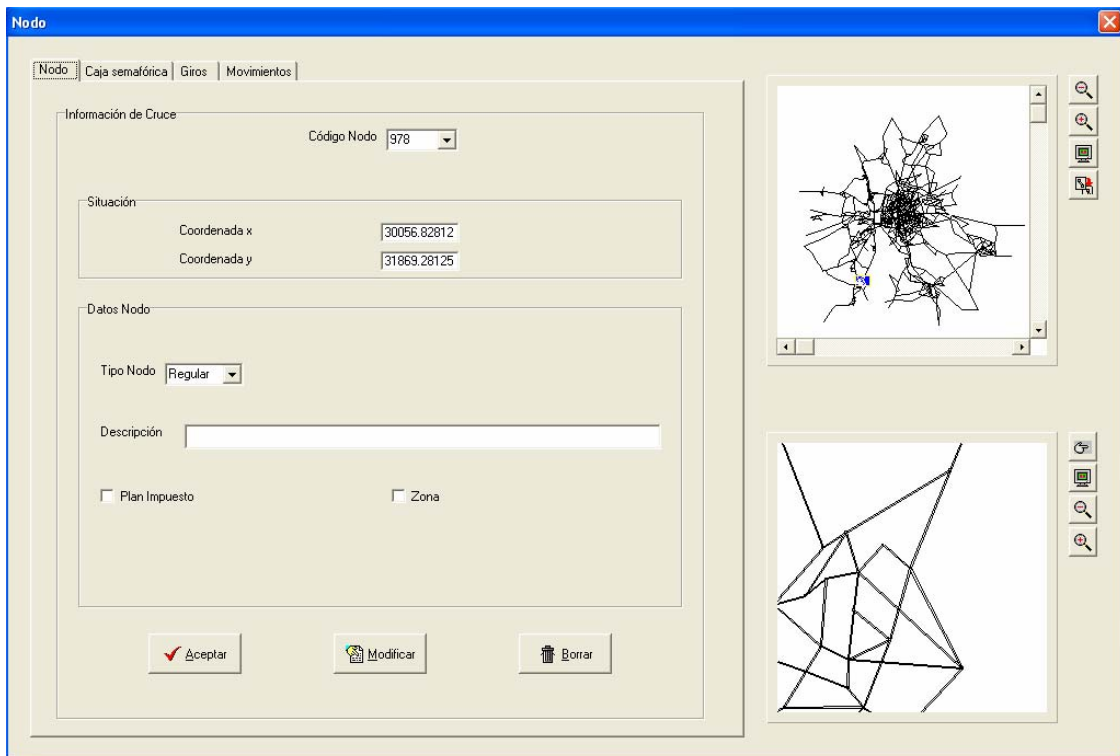 Nodo
Nodo Caja semafórica Giros Movimientos
Información de Cruce
Código Nodo 978
Situación
Coordenada x 30056.82812
Coordenada y 31869.28125
Datos Nodo
Tipo Nodo Regular
Descripción
Plan Impuesto Zona
Aceptar Modificar Borrar